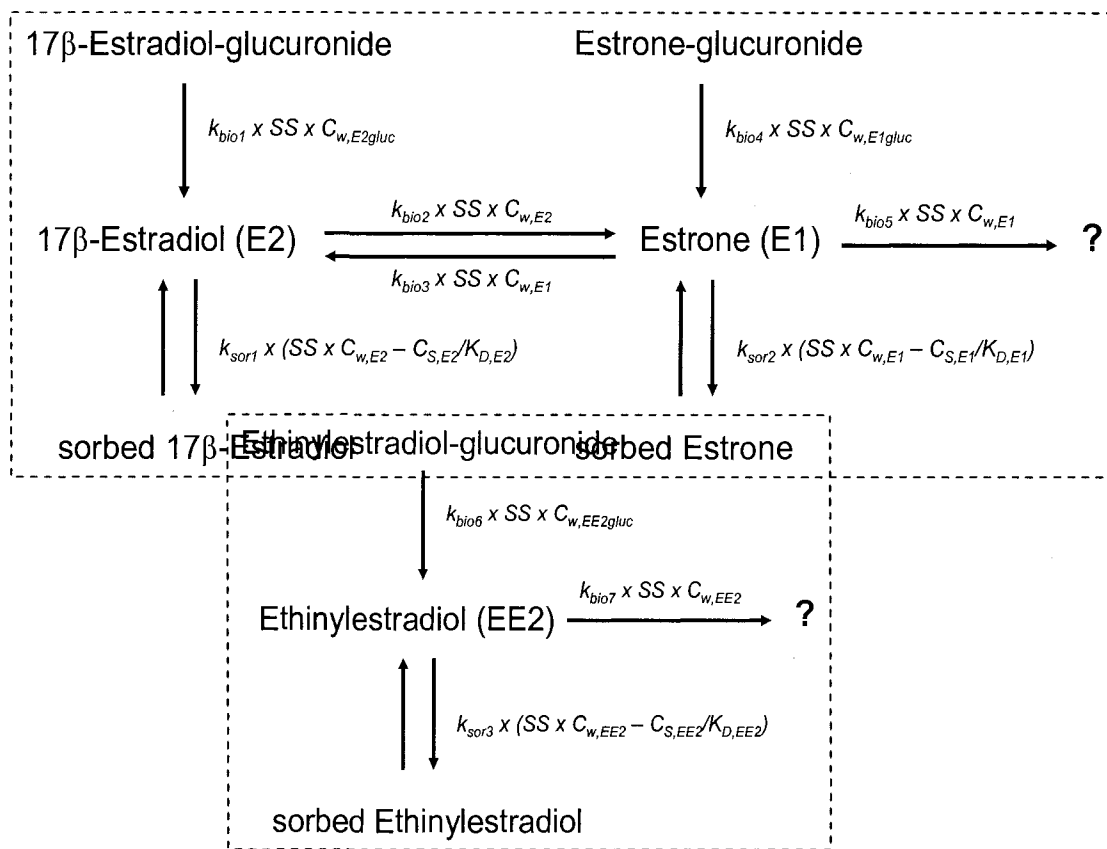 17β-Estradiol-glucuronide
Estrone-glucuronide
k_bio1 x SS x C_w,E2gluc
k_bio4 x SS x C_w,E1gluc
17β-Estradiol (E2)
k_bio2 x SS x C_w,E2
k_bio3 x SS x C_w,E1
Estrone (E1)
k_bio5 x SS x C_w,E1
?
k_sor1 x (SS x C_w,E2 – C_S,E2/K_D,E2)
k_sor2 x (SS x C_w,E1 – C_S,E1/K_D,E1)
sorbed 17β-Estradiol
Ethinylestradiol-glucuronide
sorbed Estrone
k_bio6 x SS x C_w,EE2gluc
Ethinylestradiol (EE2)
k_bio7 x SS x C_w,EE2
?
k_sor3 x (SS x C_w,EE2 – C_S,EE2/K_D,EE2)
sorbed Ethinylestradiol